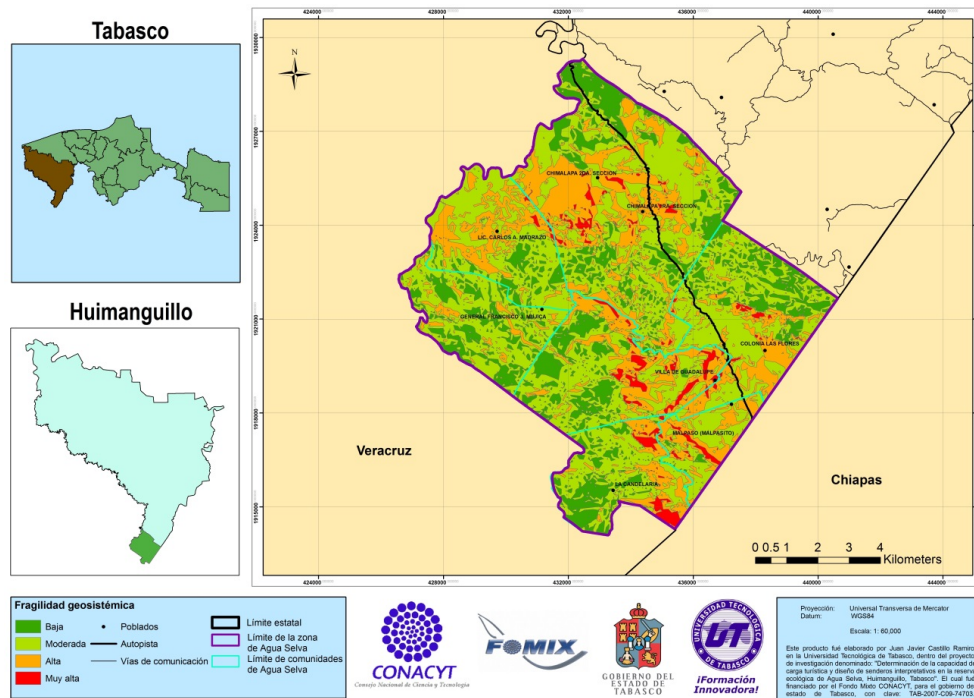 Tabasco
Huimanguillo
424000
428000
432000
436000
440000
444000
1930000
1927000
1924000
1921000
1918000
1915000
N
CHIMALAPA 2DA. SECCION
CHIMALAPA 1RA. SECCION
LIC. CARLOS A. MADRAZO
GENERAL FRANCISCO J. MUJICA
COLONIA LAS FLORES
VILLA DE GUADALUPE
MALPASO (MALPASITO)
LA CANDELARIA
Veracruz
Chiapas
0 0.5 1 2 3 4
Kilometers
424000
428000
432000
436000
440000
444000
Fragilidad geosistémica
Baja
Moderada
Alta
Muy alta
Poblados
Autopista
Vías de comunicación
Límite estatal
Límite de la zona
de Agua Selva
Límite de comunidades
de Agua Selva
CONACYT
Consejo Nacional de Ciencia y Tecnología
FOMIX
GOBIERNO DEL
ESTADO DE
TABASCO
UNIVERSIDAD TECNOLOGICA
UT
DE TABASCO
¡Formación
Innovadora!
Proyección: Universal Transversa de Mercator
Datum: WGS84
Escala: 1: 60,000
Este producto fué elaborado por Juan Javier Castillo Ramiro
en la Universidad Tecnológica de Tabasco, dentro del proyecto
de investigación denominado: "Determinación de la capacidad de
carga turística y diseño de senderos interpretativos en la reserva
ecológica de Agua Selva, Huimanguillo, Tabasco". El cual fue
financiado por el Fondo Mixto CONACYT, para el gobierno del
estado de Tabasco, con clave: